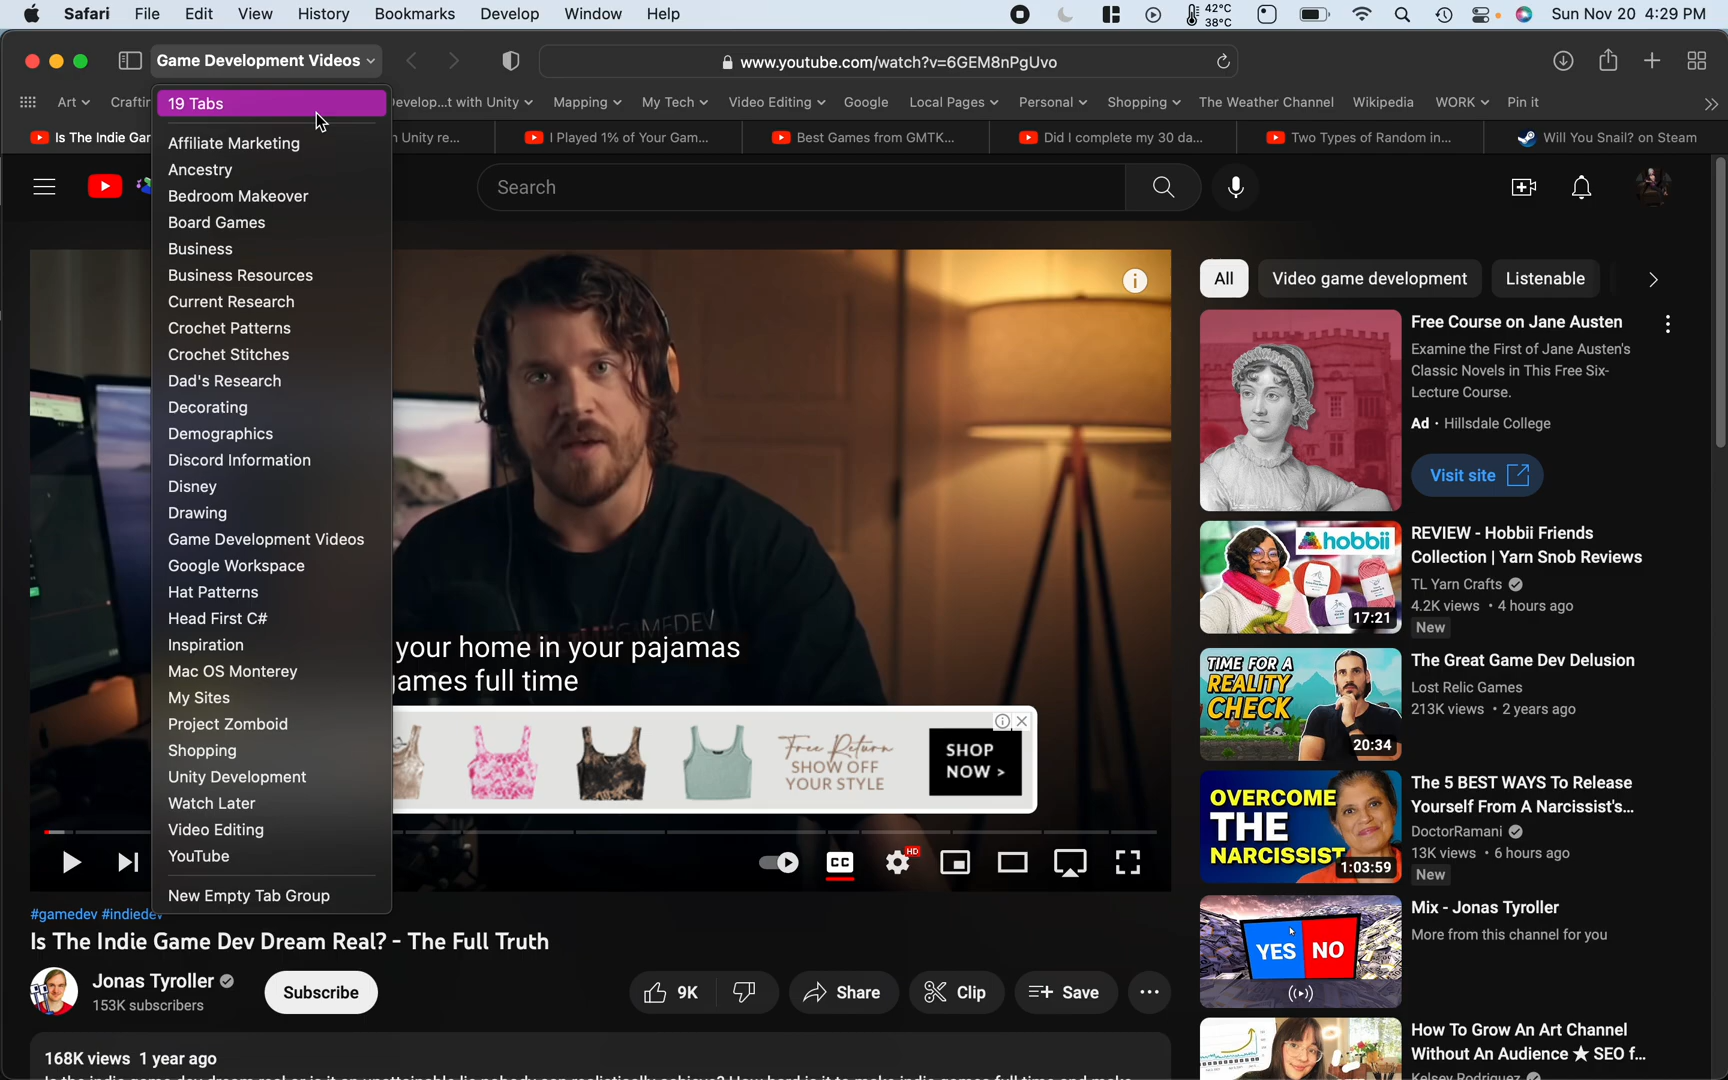 Safari File Edit View History Bookmarks Develop Window Help
42°C
38°C
Sun Nov 20 4:29 PM
Game Development Videos
www.youtube.com/watch?v=6GEM8nPgUvo
Art
evelop...t with Unity Mapping My Tech Video Editing Google Local Pages Personal Shopping The Weather Channel Wikipedia WORK Pin it
Is The Indie Gar
n Unity re...
I Played 1% of Your Gam...
Best Games from GMTK...
Did I complete my 30 da...
Two Types of Random in...
Will You Snail? on Steam
19 Tabs
Affiliate Marketing
Ancestry
Bedroom Makeover
Board Games
Business
Business Resources
Current Research
Crochet Patterns
Crochet Stitches
Dad's Research
Decorating
Demographics
Discord Information
Disney
Drawing
Game Development Videos
Google Workspace
Hat Patterns
Head First C#
Inspiration
Mac OS Monterey
My Sites
Project Zomboid
Shopping
Unity Development
Watch Later
Video Editing
YouTube
New Empty Tab Group
Search
your home in your pajamas
games full time
Free Return
SHOW OFF
YOUR STYLE
SHOP
NOW >
CC
HD
#gamedev #indiedev
Is The Indie Game Dev Dream Real? - The Full Truth
Jonas Tyroller
153K subscribers
Subscribe
9K
Share
Clip
Save
168K views 1 year ago
All
Video game development
Listenable
Free Course on Jane Austen
Examine the First of Jane Austen's
Classic Novels in This Free Six-
Lecture Course.
Ad · Hillsdale College
Visit site
hobbii
17:21
REVIEW - Hobbii Friends
Collection | Yarn Snob Reviews
TL Yarn Crafts
4.2K views • 4 hours ago
New
TIME FOR A
REALITY
CHECK
20:34
The Great Game Dev Delusion
Lost Relic Games
213K views • 2 years ago
OVERCOME
THE
NARCISSIST
1:03:59
The 5 BEST WAYS To Release
Yourself From A Narcissist's...
DoctorRamani
13K views • 6 hours ago
New
YES NO
Mix - Jonas Tyroller
More from this channel for you
How To Grow An Art Channel
Without An Audience ★ SEO f...
Kelsey Rodriguez